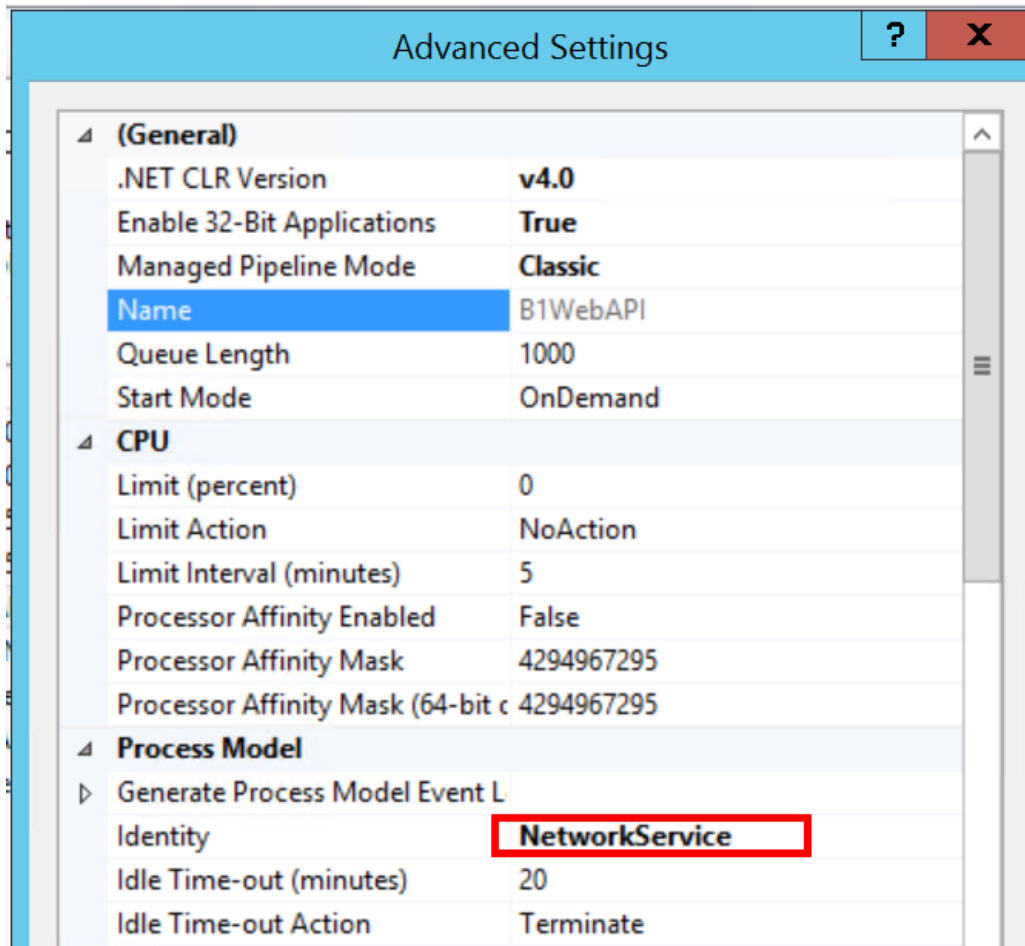 Advanced Settings
?
X
(General)
.NET CLR Version v4.0
Enable 32-Bit Applications True
Managed Pipeline Mode Classic
Name B1WebAPI
Queue Length 1000
Start Mode OnDemand
CPU
Limit (percent) 0
Limit Action NoAction
Limit Interval (minutes) 5
Processor Affinity Enabled False
Processor Affinity Mask 4294967295
Processor Affinity Mask (64-bit c 4294967295
Process Model
Generate Process Model Event L
Identity NetworkService
Idle Time-out (minutes) 20
Idle Time-out Action Terminate